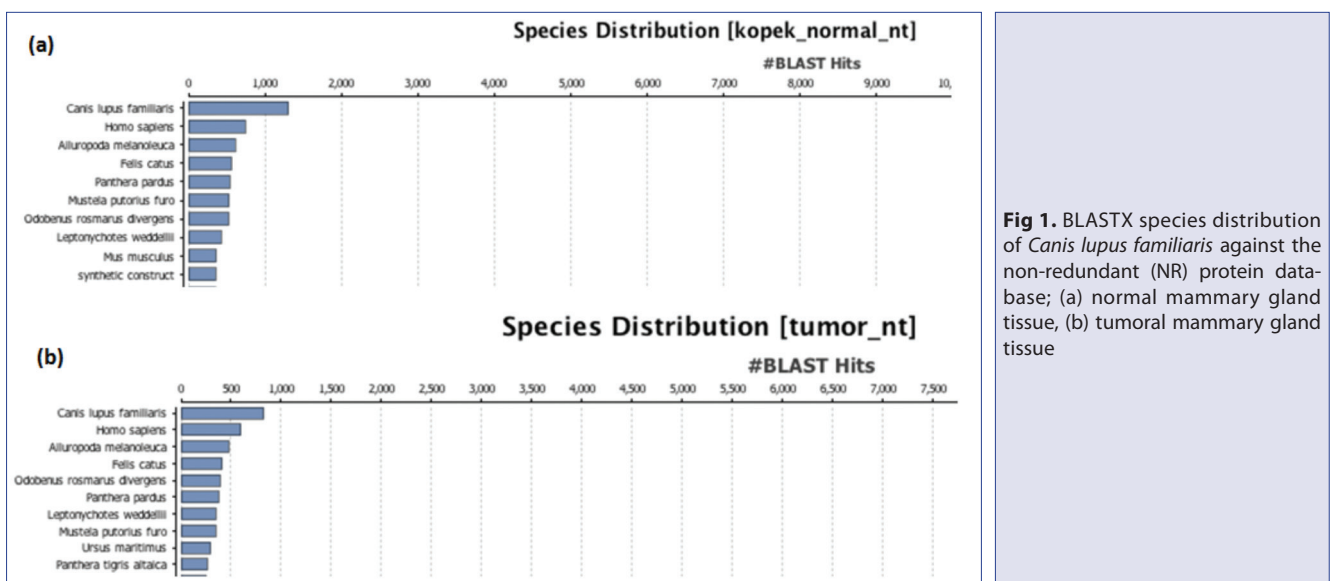 (a)
Species Distribution [kopek_normal_nt]
#BLAST Hits
0 1,000 2,000 3,000 4,000 5,000 6,000 7,000 8,000 9,000 10,
Canis lupus familiaris
Homo sapiens
Ailuropoda melanoleuca
Felis catus
Panthera pardus
Mustela putorius furo
Odobenus rosmarus divergens
Leptonychotes weddellii
Mus musculus
synthetic construct
(b)
Species Distribution [tumor_nt]
#BLAST Hits
0 500 1,000 1,500 2,000 2,500 3,000 3,500 4,000 4,500 5,000 5,500 6,000 6,500 7,000 7,500
Canis lupus familiaris
Homo sapiens
Ailuropoda melanoleuca
Felis catus
Odobenus rosmarus divergens
Panthera pardus
Leptonychotes weddellii
Mustela putorius furo
Ursus maritimus
Panthera tigris altaica
Fig 1. BLASTX species distribution
of Canis lupus familiaris against the
non-redundant (NR) protein data-
base; (a) normal mammary gland
tissue, (b) tumoral mammary gland
tissue